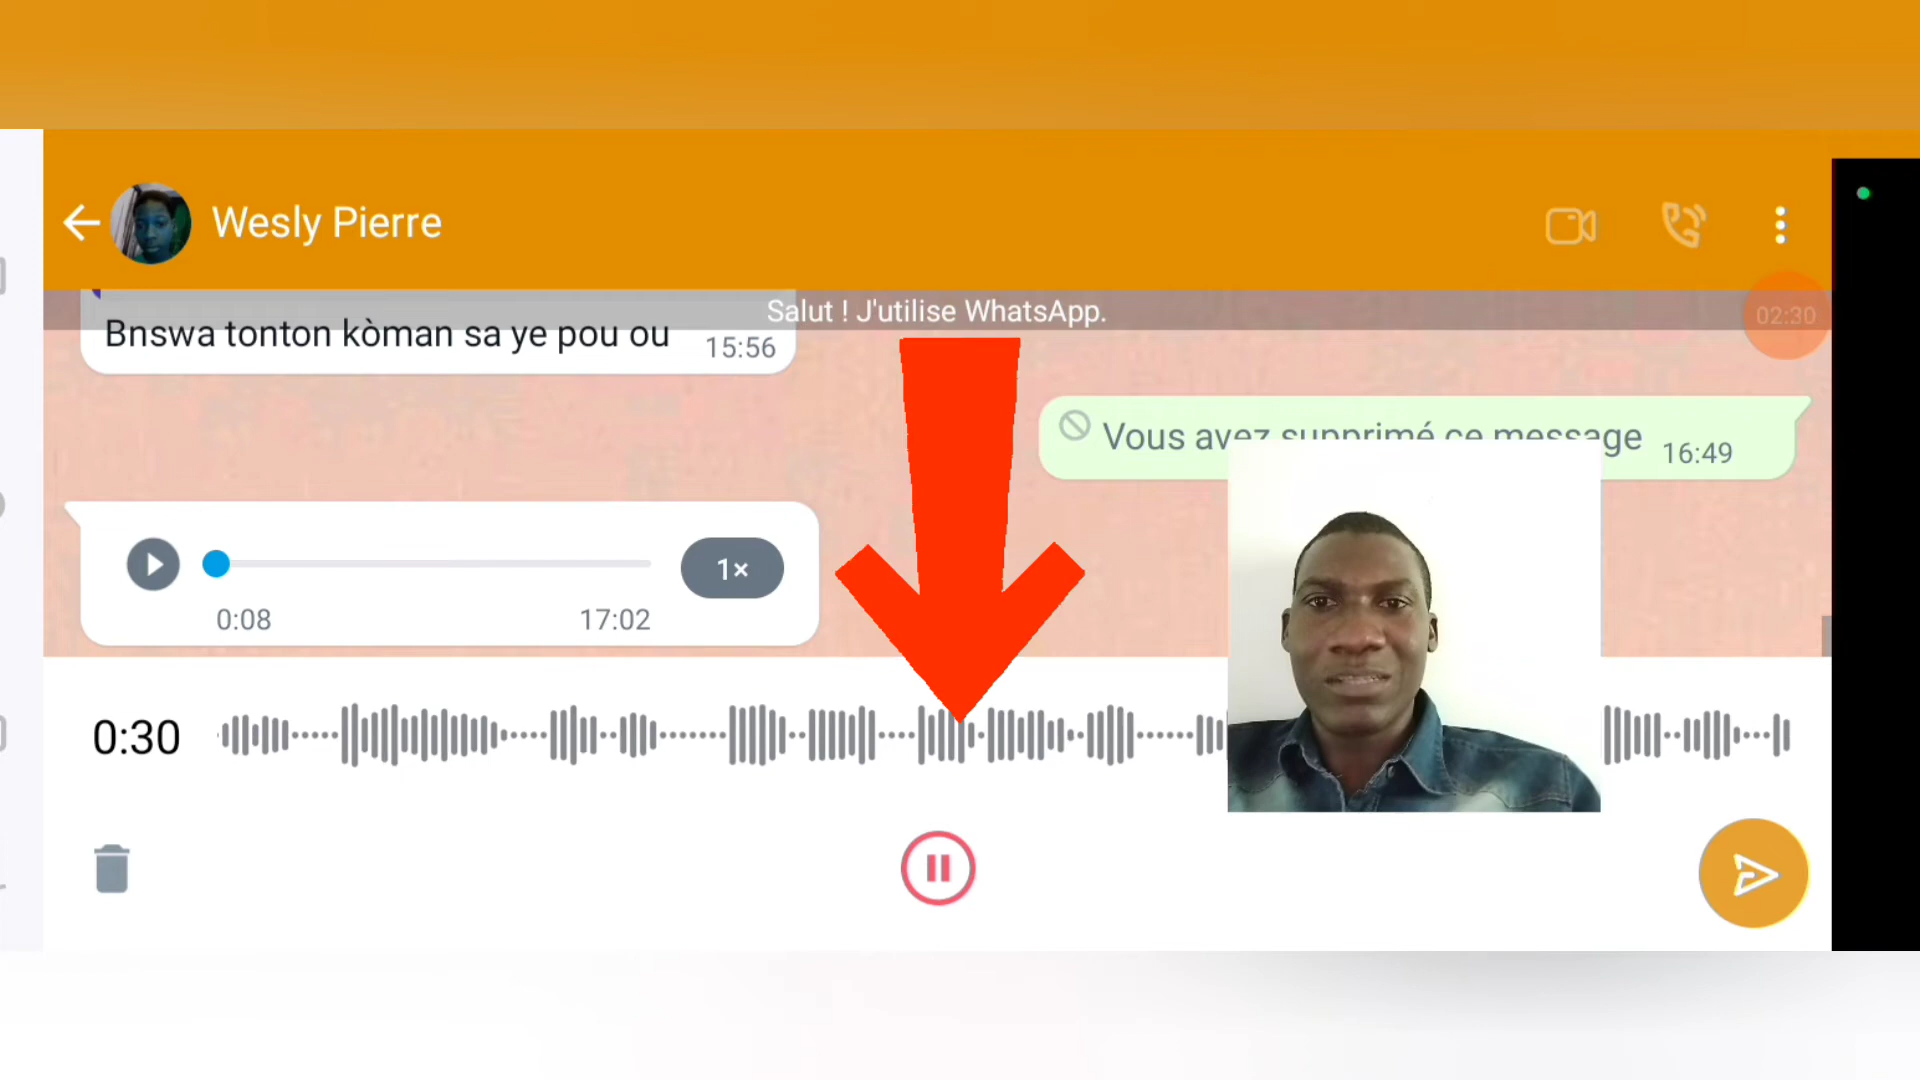 Wesly Pierre
Salut ! J'utilise WhatsApp.
02:30
Bnswa tonton kòman sa ye pou ou 15:56
Vous avez supprimé ce message 16:49
1×
0:08 17:02
0:30